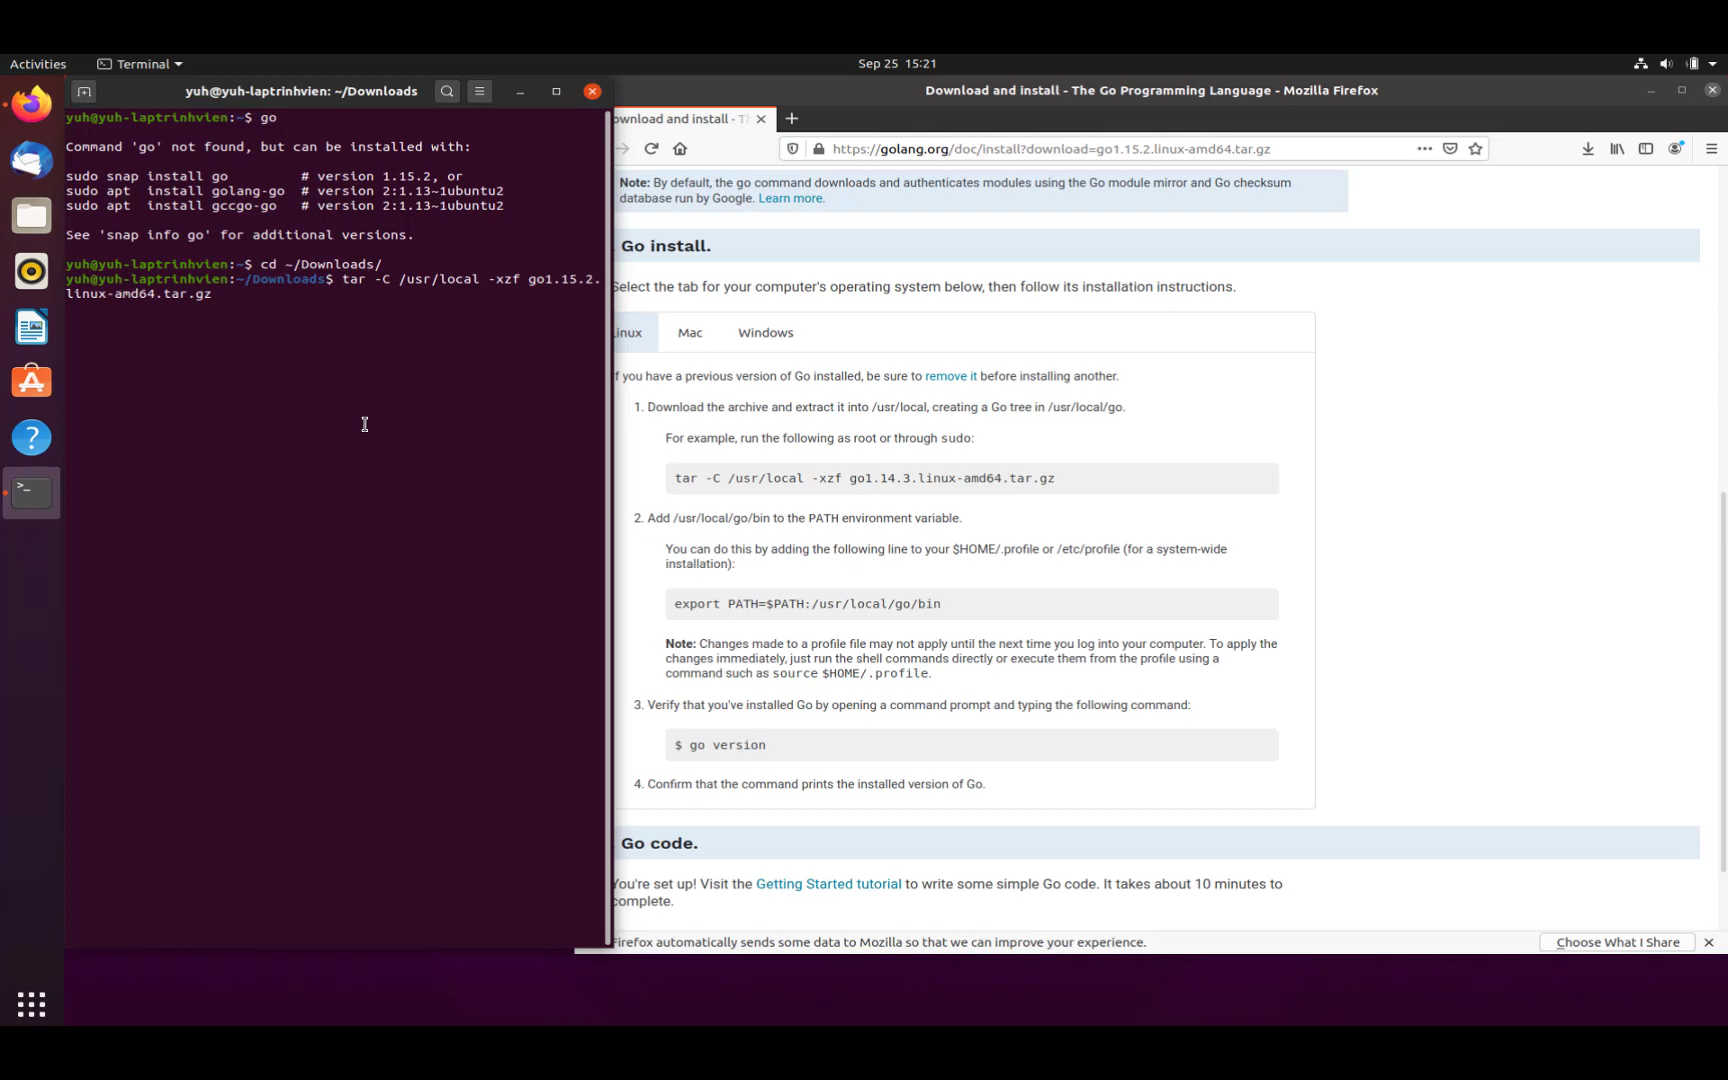 Activities
Terminal
Sep 25 15:21
yuh@yuh-laptrinhvien: ~/Downloads
Download and install - The Go Programming Language - Mozilla Firefox
yuh@yuh-laptrinhvien:~$ go
Command 'go' not found, but can be installed with:
sudo snap install go # version 1.15.2, or
sudo apt install golang-go # version 2:1.13~1ubuntu2
sudo apt install gccgo-go # version 2:1.13~1ubuntu2
See 'snap info go' for additional versions.
yuh@yuh-laptrinhvien:~$ cd ~/Downloads/
yuh@yuh-laptrinhvien:~/Downloads$ tar -C /usr/local -xzf go1.15.2.
linux-amd64.tar.gz
ownload and install - Th
https://golang.org/doc/install?download=go1.15.2.linux-amd64.tar.gz
Note: By default, the go command downloads and authenticates modules using the Go module mirror and Go checksum
database run by Google. Learn more.
Go install.
Select the tab for your computer's operating system below, then follow its installation instructions.
inux
Mac
Windows
f you have a previous version of Go installed, be sure to remove it before installing another.
1. Download the archive and extract it into /usr/local, creating a Go tree in /usr/local/go.
For example, run the following as root or through sudo:
tar -C /usr/local -xzf go1.14.3.linux-amd64.tar.gz
2. Add /usr/local/go/bin to the PATH environment variable.
You can do this by adding the following line to your $HOME/.profile or /etc/profile (for a system-wide
installation):
export PATH=$PATH:/usr/local/go/bin
Note: Changes made to a profile file may not apply until the next time you log into your computer. To apply the
changes immediately, just run the shell commands directly or execute them from the profile using a
command such as source $HOME/.profile.
3. Verify that you've installed Go by opening a command prompt and typing the following command:
$ go version
4. Confirm that the command prints the installed version of Go.
Go code.
You're set up! Visit the Getting Started tutorial to write some simple Go code. It takes about 10 minutes to
complete.
Firefox automatically sends some data to Mozilla so that we can improve your experience.
Choose What I Share